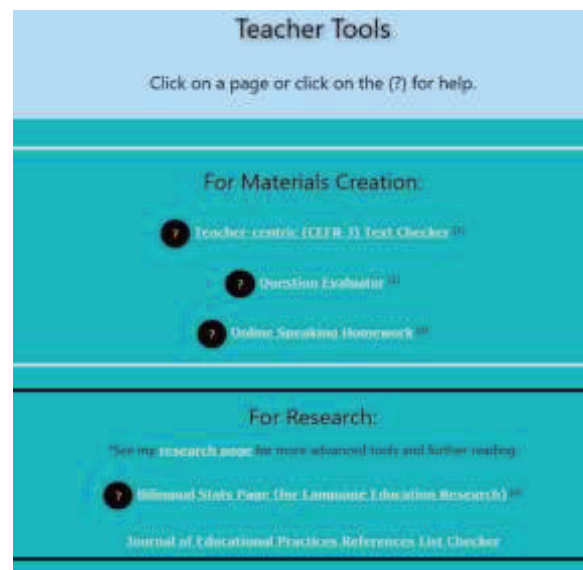 Teacher Tools
Click on a page or click on the (?) for help.
For Materials Creation:
? Teacher-centric (CEFR-J) Text Checker
? Question Evaluator
? Online Speaking Homework
For Research:
*See my research page for more advanced tools and further reading.
? Bilingual Stats Page (for Language Education Research)
Journal of Educational Practices References List Checker